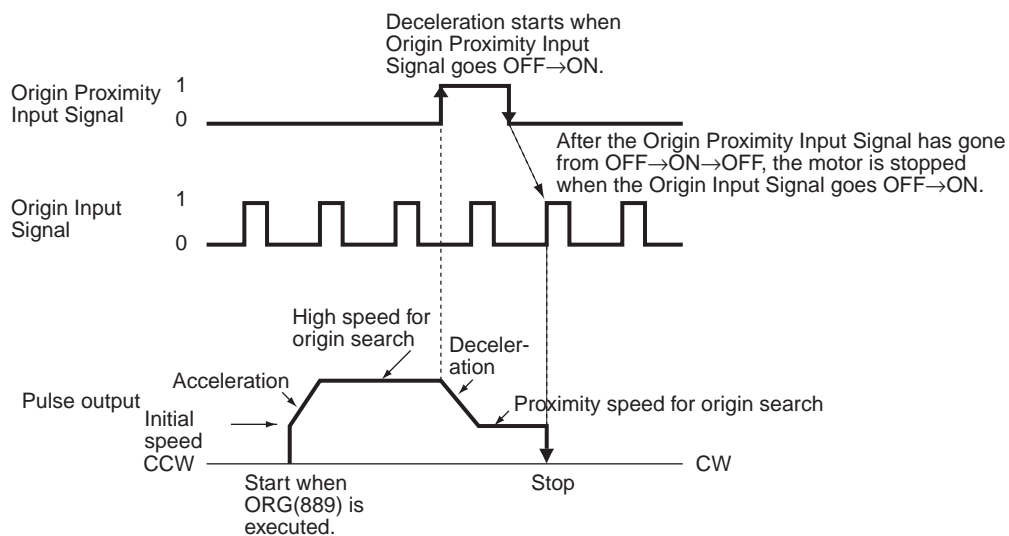 Deceleration starts when
Origin Proximity Input
Signal goes OFF→ON.
Origin Proximity
Input Signal
1
0
After the Origin Proximity Input Signal has gone
from OFF→ON→OFF, the motor is stopped
when the Origin Input Signal goes OFF→ON.
Origin Input
Signal
1
0
High speed for
origin search
Deceler-
ation
Acceleration
Pulse output
Proximity speed for origin search
Initial
speed
CCW
CW
Start when
ORG(889) is
executed.
Stop